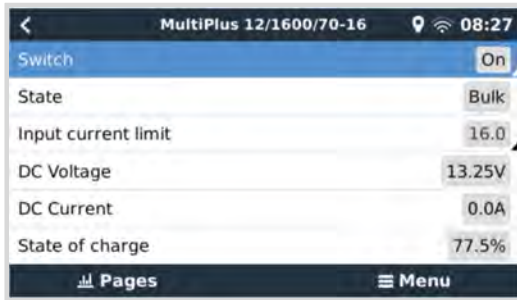 MultiPlus 12/1600/70-16 08:27
Switch On
State Bulk
Input current limit 16.0
DC Voltage 13.25V
DC Current 0.0A
State of charge 77.5%
Pages Menu